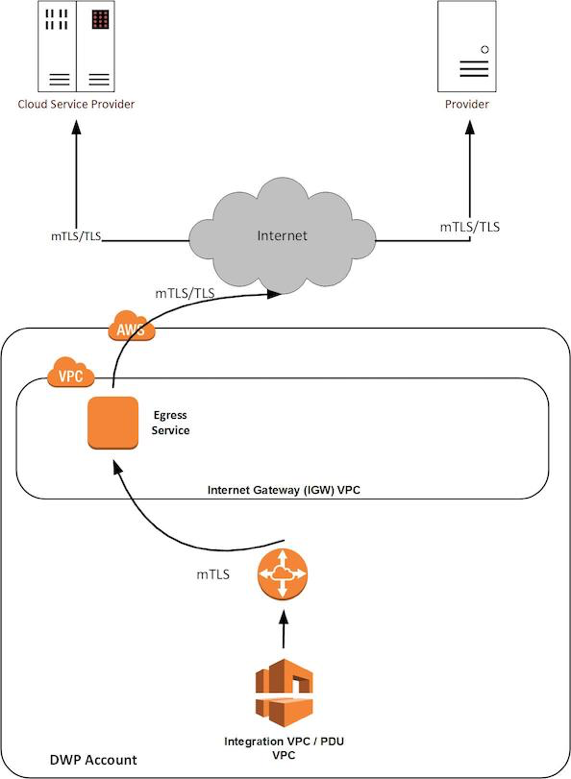 Cloud Service Provider
Provider
Internet
mTLS/TLS
mTLS/TLS
mTLS/TLS
AWS
VPC
Egress
Service
Internet Gateway (IGW) VPC
mTLS
Integration VPC / PDU
VPC
DWP Account